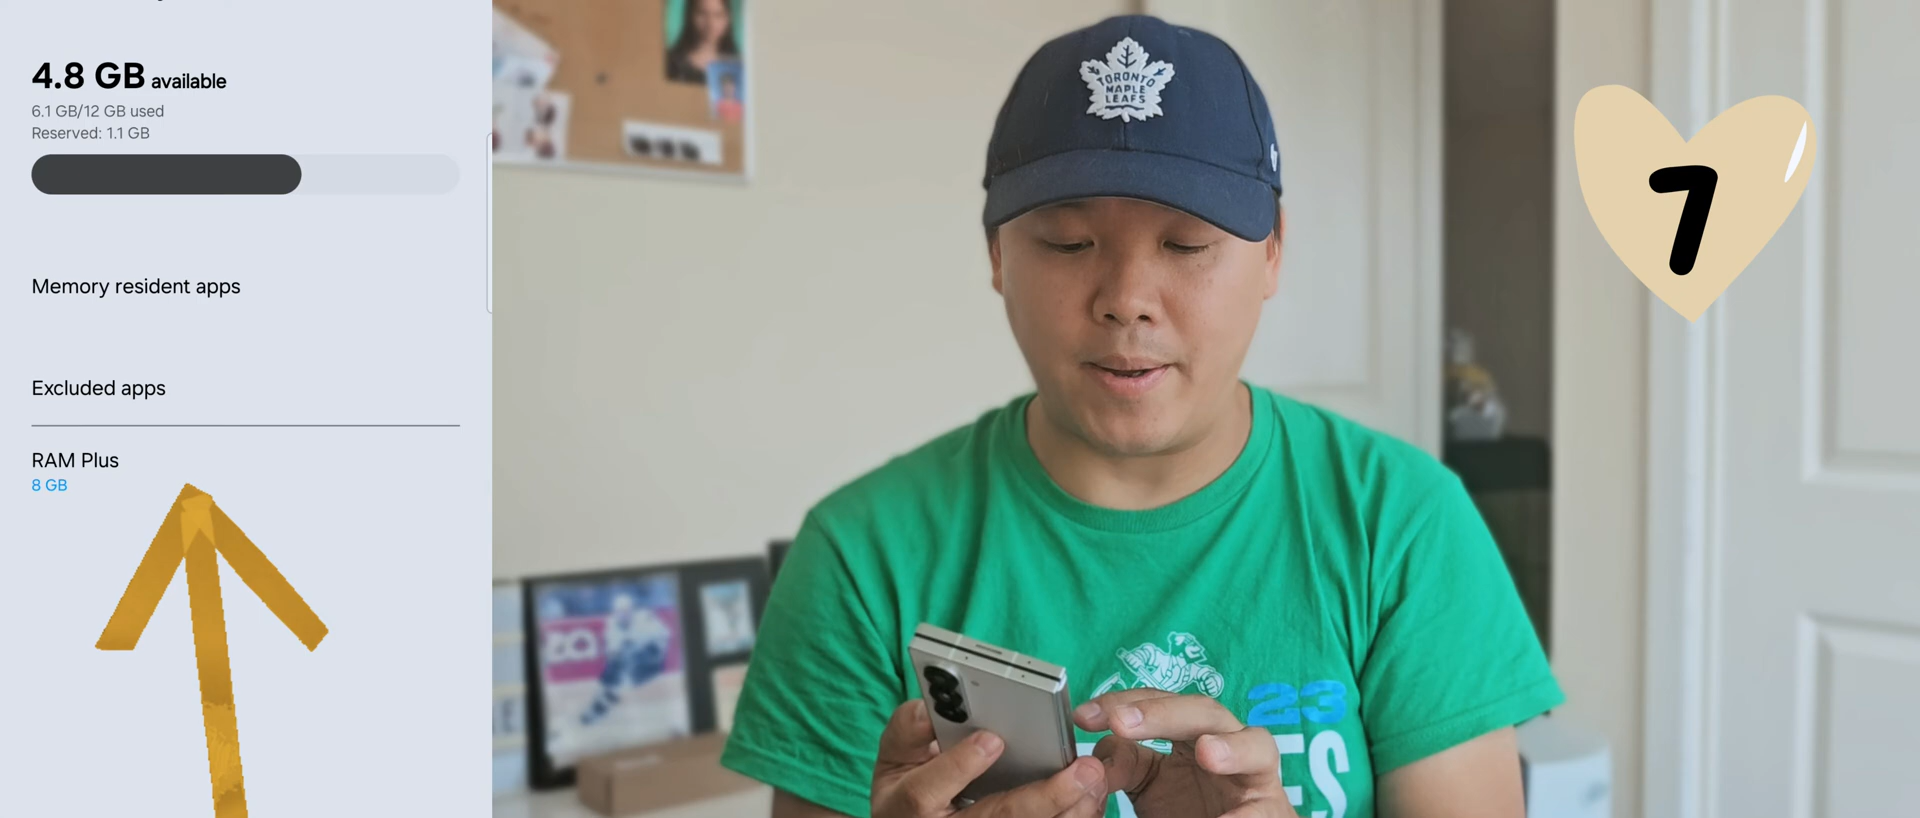 4.8 GB available
6.1 GB/12 GB used
Reserved: 1.1 GB
Memory resident apps
Excluded apps
RAM Plus
8 GB
TORONTO
MAPLE
LEAFS
7
23
ES